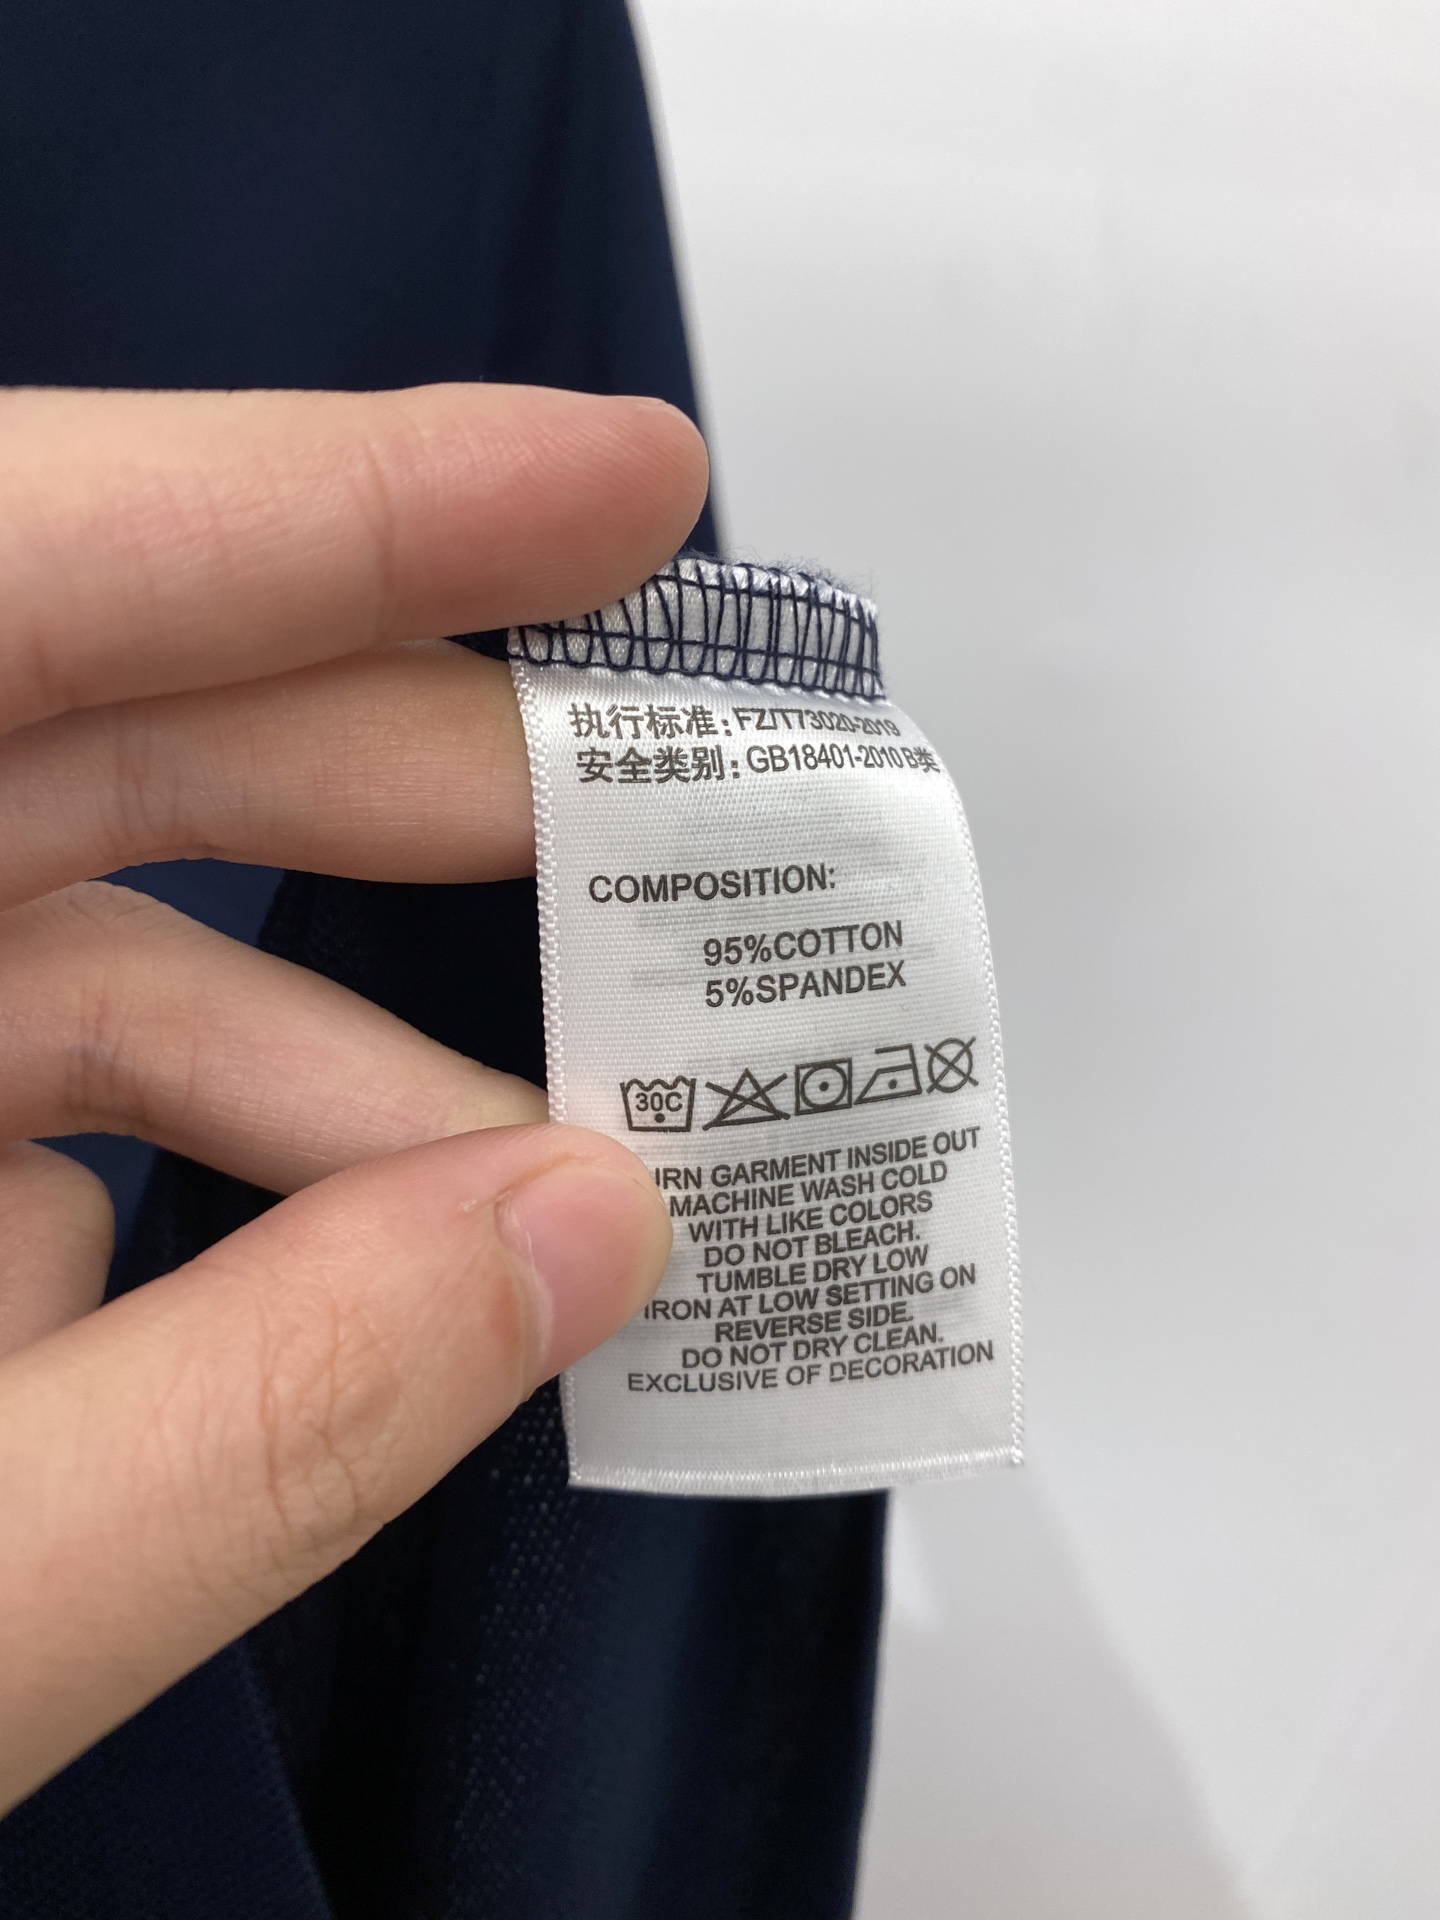 执行标准:FZ/T73020-2019
安全类别:GB18401-2010 B类
COMPOSITION:
95%COTTON
5%SPANDEX
30C
GARMENT INSIDE OUT
MACHINE WASH COLD
WITH LIKE COLORS
DO NOT BLEACH.
TUMBLE DRY LOW
IRON AT LOW SETTING ON
REVERSE SIDE.
DO NOT DRY CLEAN.
EXCLUSIVE OF DECORATION